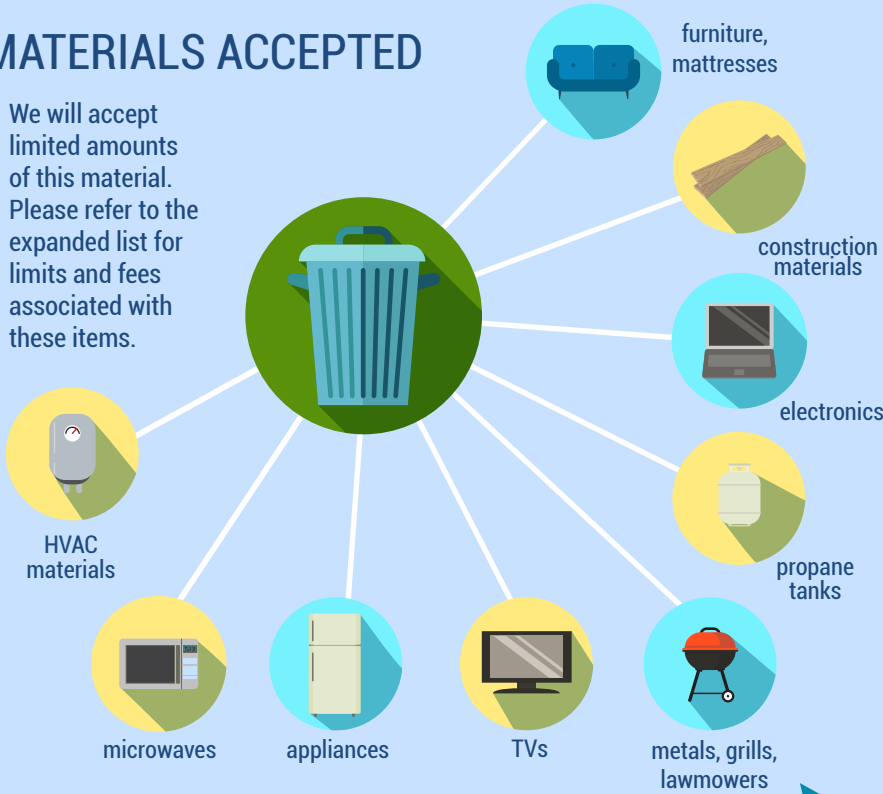 MATERIALS ACCEPTED
We will accept
limited amounts
of this material.
Please refer to the
expanded list for
limits and fees
associated with
these items.
furniture,
mattresses
construction
materials
electronics
propane
tanks
metals, grills,
lawmowers
TVs
appliances
microwaves
HVAC
materials